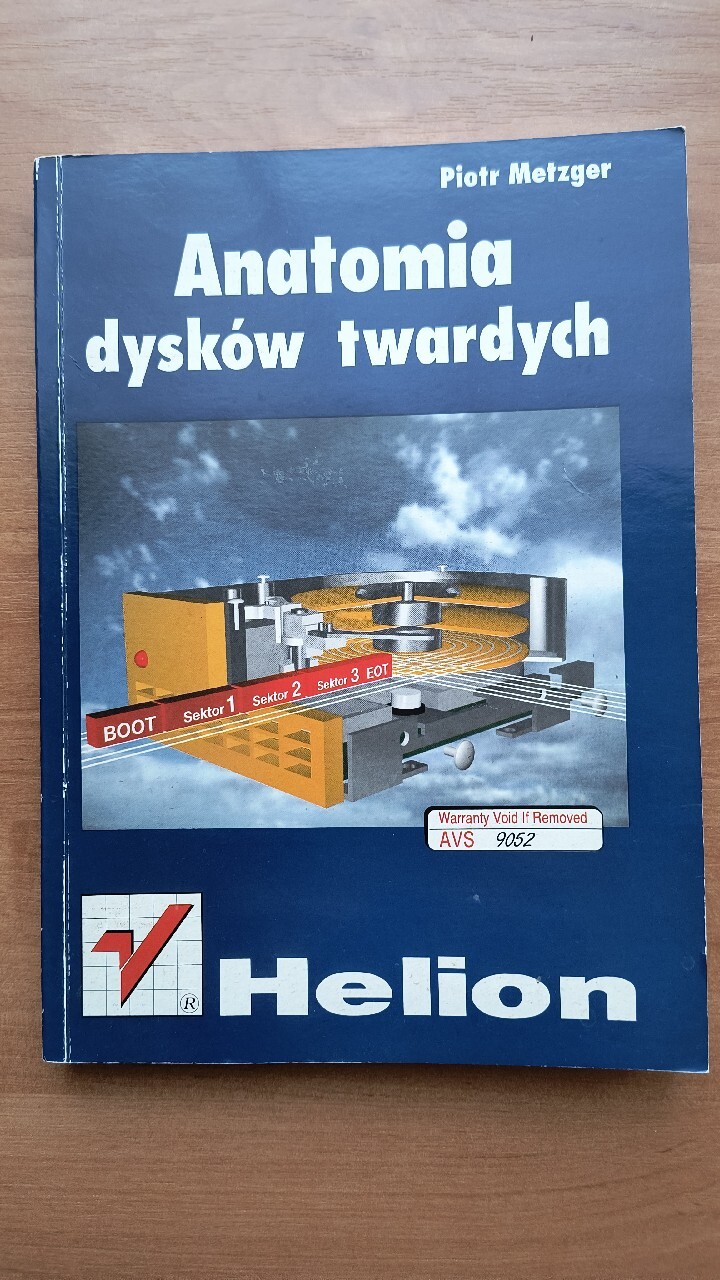 Piotr Metzger
Anatomia
dysków twardych
BOOT Sektor 1 Sektor 2 Sektor 3 EOT
Warranty Void If Removed
AVS 9052
® Helion